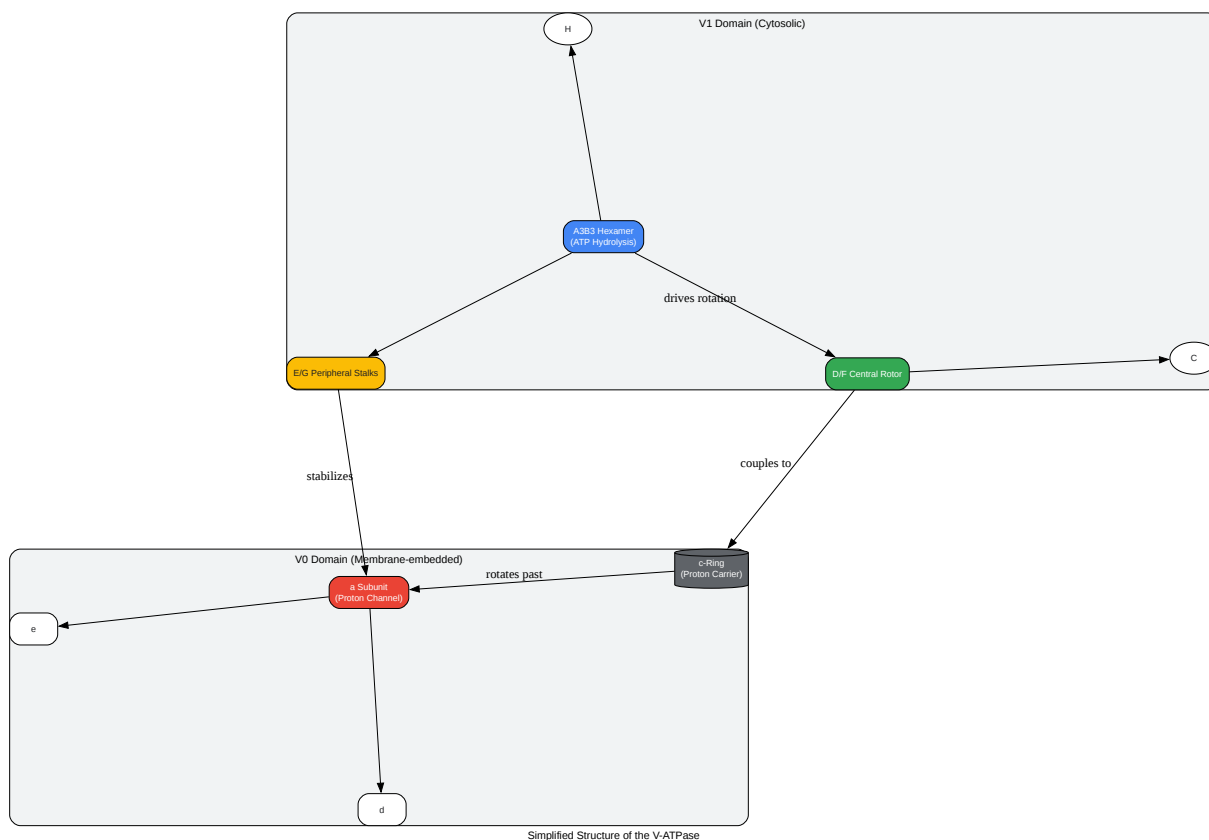 V1 Domain (Cytosolic)
H
A3B3 Hexamer
(ATP Hydrolysis)
drives rotation
E/G Peripheral Stalks
D/F Central Rotor
C
couples to
stabilizes
V0 Domain (Membrane-embedded)
c-Ring
(Proton Carrier)
rotates past
a Subunit
(Proton Channel)
e
d
Simplified Structure of the V-ATPase